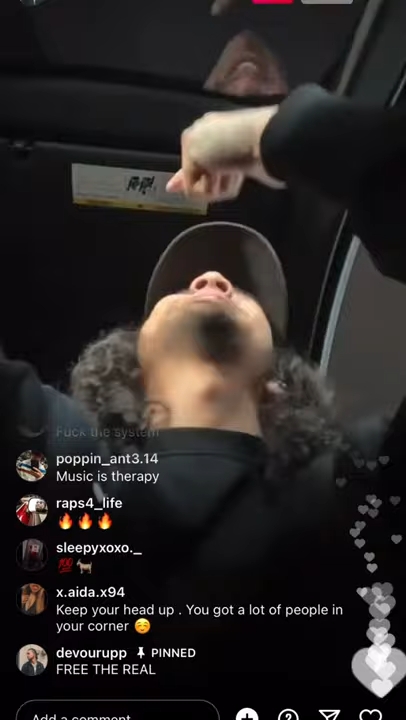 Fuck the system
poppin_ant3.14
Music is therapy
raps4_life
🔥🔥🔥
sleepyxoxo._
💯🐐
x.aida.x94
Keep your head up . You got a lot of people in
your corner ☺️
devourupp 📌 PINNED
FREE THE REAL
Add a comment